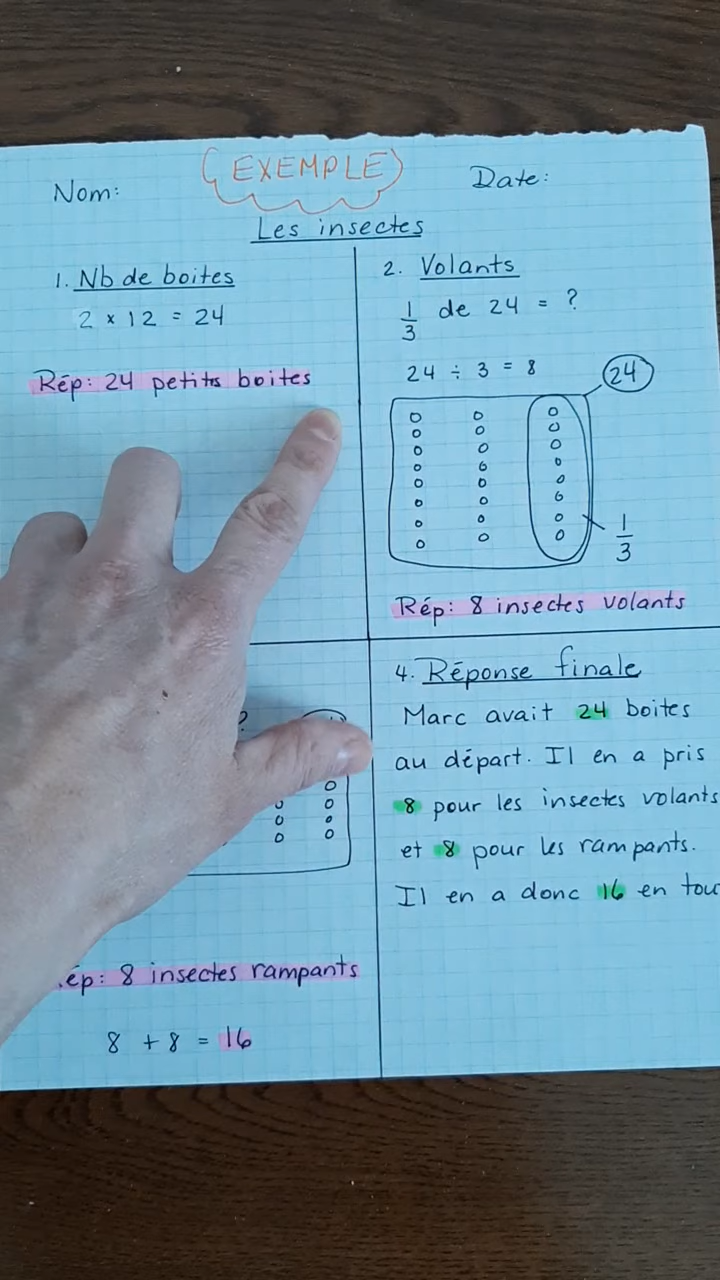 Nom:
(EXEMPLE)
Date:
Les insectes
1. Nb de boites
2 × 12 = 24
Rép: 24 petits boites
2. Volants
1/3 de 24 = ?
24 ÷ 3 = 8
24
1/3
Rép: 8 insectes volants
?
ép: 8 insectes rampants
8 + 8 = 16
4. Réponse finale
Marc avait 24 boites
au départ. Il en a pris
8 pour les insectes volants
et 8 pour les rampants.
Il en a donc 16 en tou